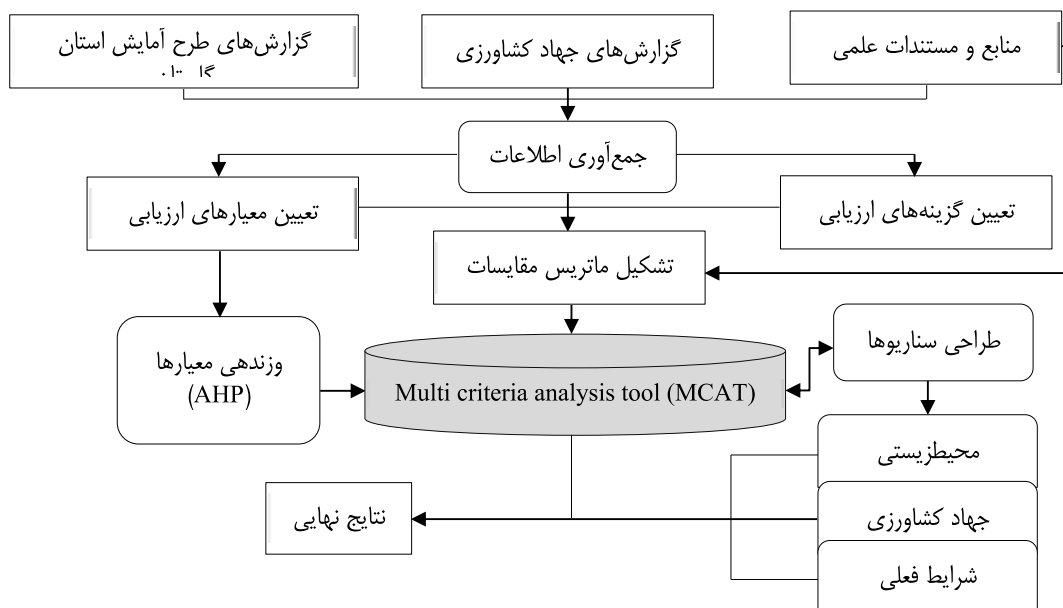 منابع و مستندات علمی
گزارش‌های جهاد کشاورزی
گزارش‌های طرح آمایش استان
جمع‌آوری اطلاعات
تعیین گزینه‌های ارزیابی
تعیین معیارهای ارزیابی
تشکیل ماتریس مقایسات
طراحی سناریوها
وزندهی معیارها
(AHP)
Multi criteria analysis tool (MCAT)
محیطزیستی
جهاد کشاورزی
شرایط فعلی
نتایج نهایی